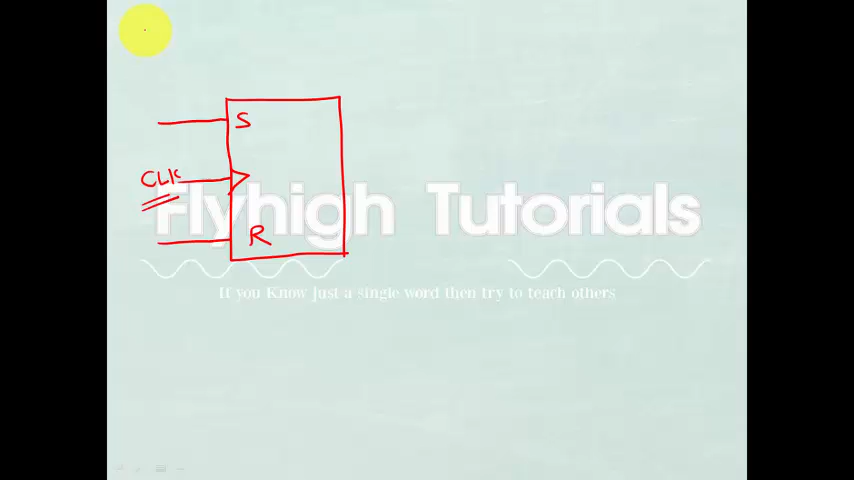 S
CLK
R
Flyhigh Tutorials
If you Know just a single word then try to teach others